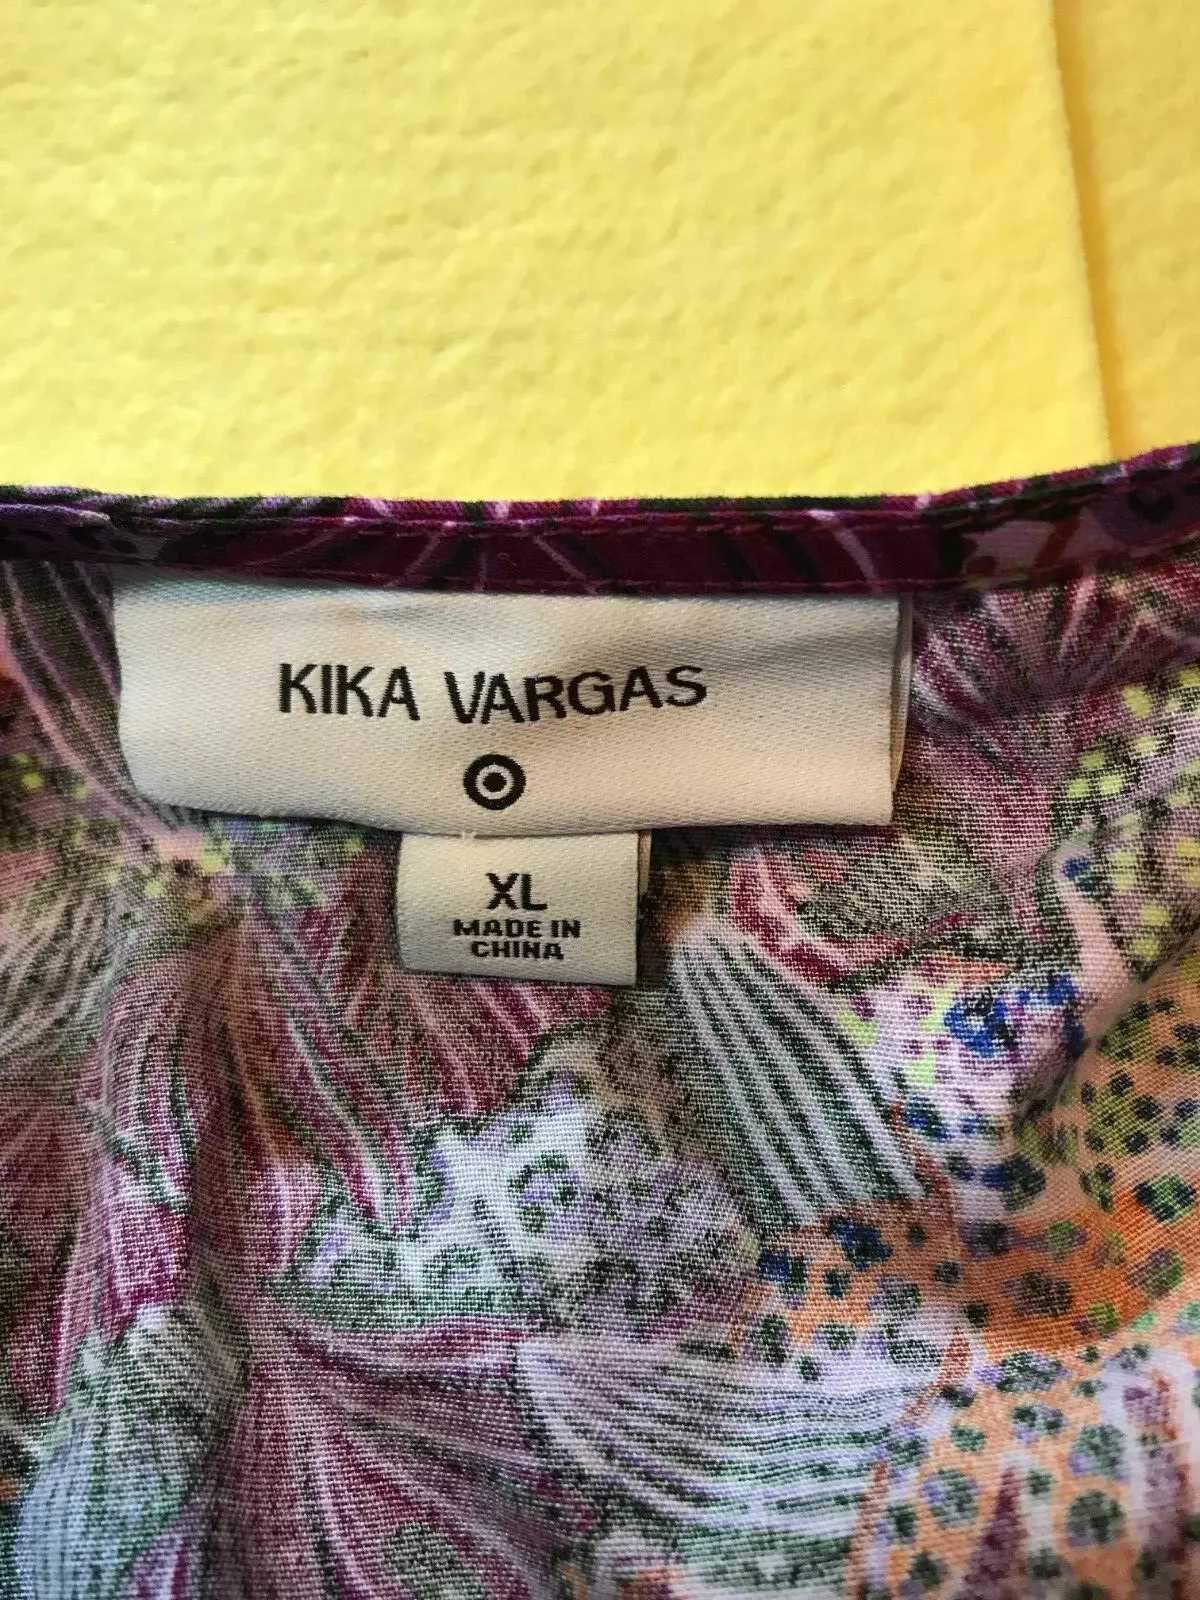 KIKA VARGAS
XL
MADE IN
CHINA